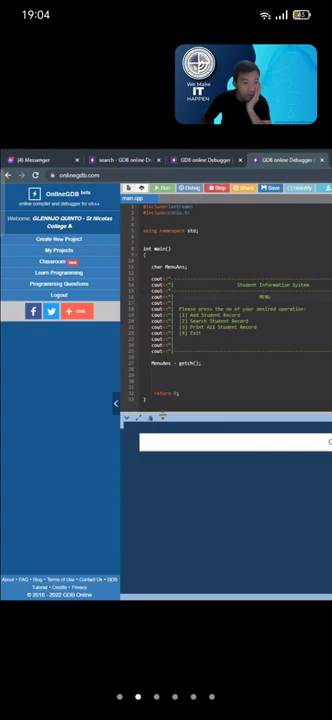 19:04
45
We Make
IT
HAPPEN
Messenger
search - GDB online D
GDB online Debugger |
GDB online Debugger |
onlinegdb.com
OnlineGDB beta
online compiler and debugger for c/c++
Welcome, GLENNJO QUINTO - St Nicolas College &
Create New Project
My Projects
Classroom new
Learn Programming
Programming Questions
Logout
Run
Debug
Stop
Share
Save
{ } Beautify
main.cpp
1 #include<iostream>
2 #include<conio.h>
using namespace std;
int main()
{
char MenuAns;
cout<<"
cout<<"| Student Information System
cout<<"
cout<<"| MENU
cout<<"
cout<<"| Please press the no of your desired operation:
cout<<"| [1] Add Student Record
cout<<"| [2] Search Student Record
cout<<"| [3] Print All Student Record
cout<<"| [4] Exit
cout<<"|
cout<<"|
cout<<"|
MenuAns = getch();
return 0;
}
About • FAQ • Blog • Terms of Use • Contact Us • GDB
Tutorial • Credits • Privacy
© 2016 - 2022 GDB Online